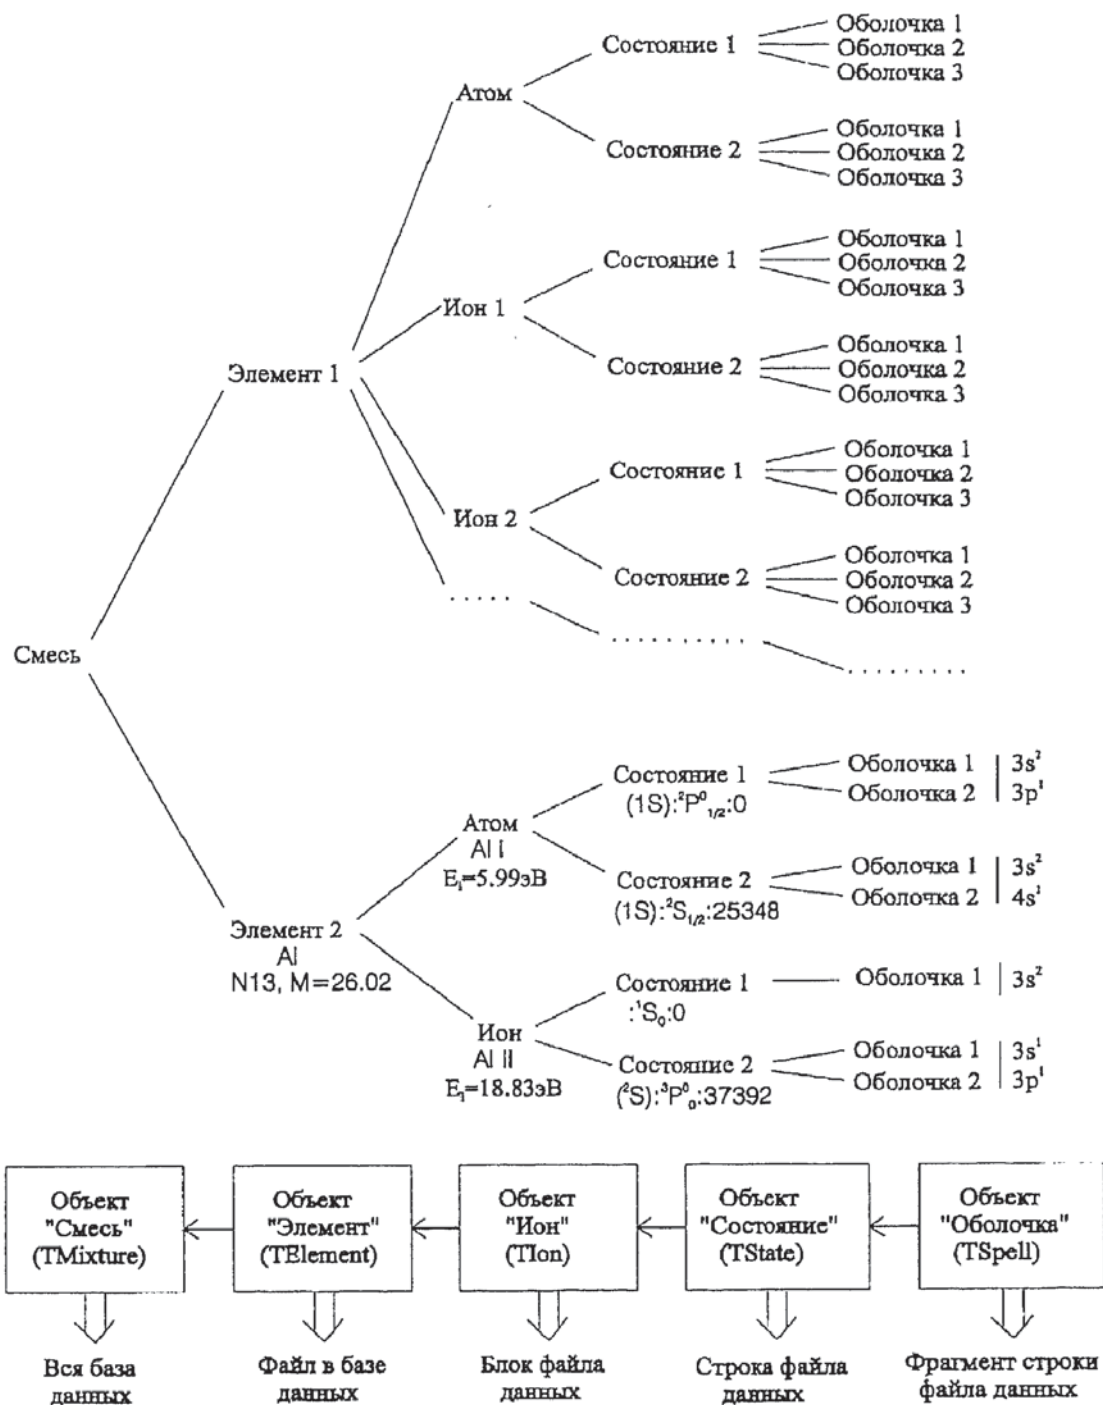 Смесь
Элемент 1
Атом
Состояние 1
Оболочка 1
Оболочка 2
Оболочка 3
Состояние 2
Оболочка 1
Оболочка 2
Оболочка 3
Ион 1
Состояние 1
Оболочка 1
Оболочка 2
Оболочка 3
Состояние 2
Оболочка 1
Оболочка 2
Оболочка 3
Ион 2
Состояние 1
Оболочка 1
Оболочка 2
Оболочка 3
Состояние 2
Оболочка 1
Оболочка 2
Оболочка 3
. . . . .
. . . . . . . . . .
. . . . . . . . .
Элемент 2
Al
N13, M=26.02
Атом
Al I
E₁=5.99эВ
Состояние 1
(1S):²P⁰₁/₂:0
Оболочка 1 | 3s²
Оболочка 2 | 3p¹
Состояние 2
(1S):²S₁/₂:25348
Оболочка 1 | 3s²
Оболочка 2 | 4s¹
Ион
Al II
E₁=18.83эВ
Состояние 1
:¹S₀:0
Оболочка 1 | 3s²
Состояние 2
(²S):³P⁰₀:37392
Оболочка 1 | 3s¹
Оболочка 2 | 3p¹
Объект
"Смесь"
(TMixture)
Объект
"Элемент"
(TElement)
Объект
"Ион"
(TIon)
Объект
"Состояние"
(TState)
Объект
"Оболочка"
(TSpell)
Вся база
данных
Файл в базе
данных
Блок файла
данных
Строка файла
данных
Фрагмент строки
файла данных